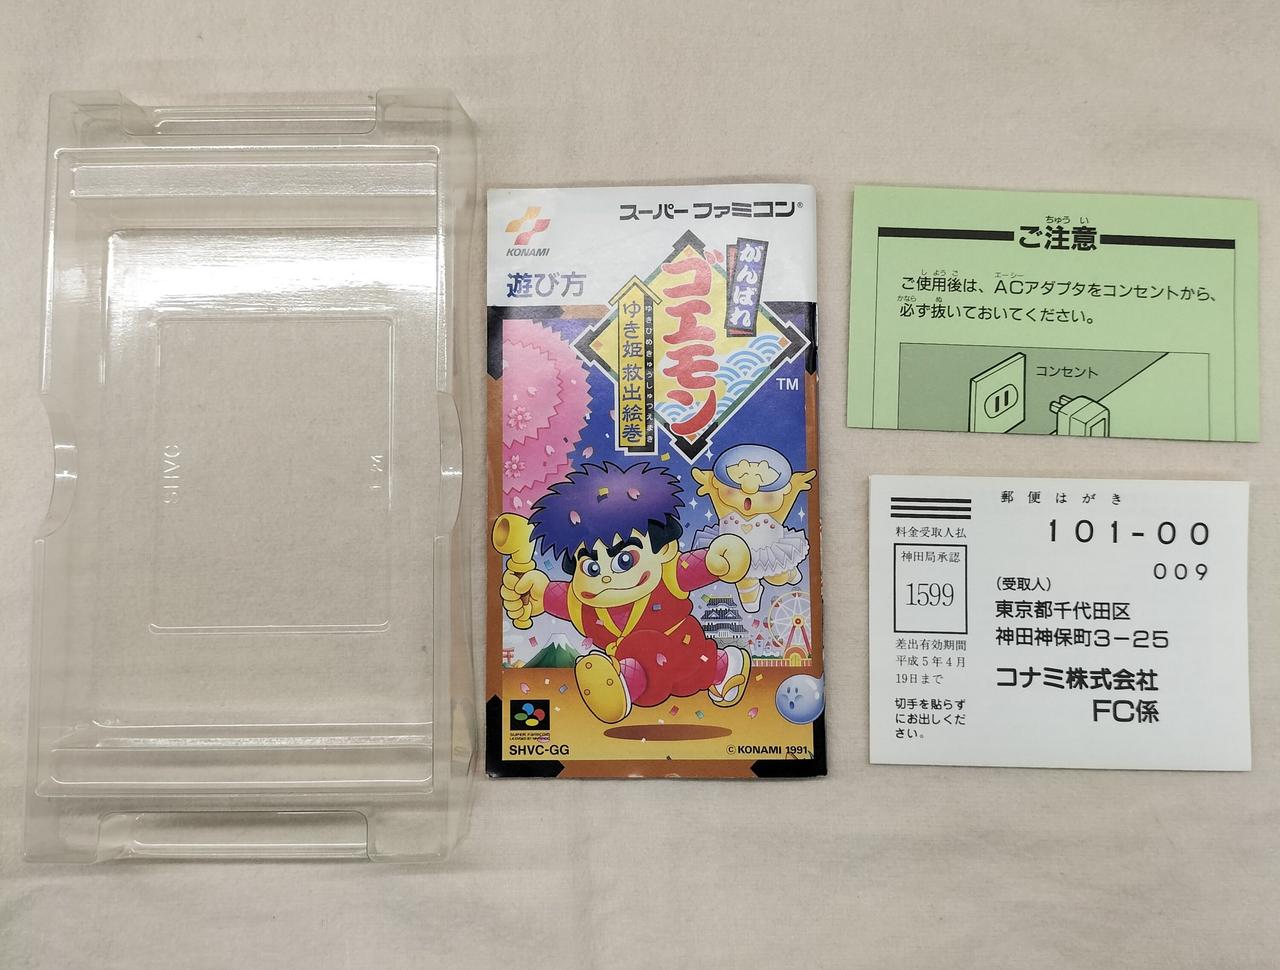 SHVC
KONAMI
スーパーファミコン®
遊び方
がんばれ
ゴエモン
ゆき姫救出絵巻
ゆきひめきゅうしゅつえまき
TM
SUPER FAMICOM
LICENSED BY NINTENDO
SHVC-GG
© KONAMI 1991
ちゅう い
ご注意
しようご エーシー
ご使用後は、ACアダプタをコンセントから、
かなら ぬ
必ず抜いておいてください。
コンセント
郵便はがき
料金受取人払
神田局承認
1599
差出有効期間
平成5年4月
19日まで
切手を貼らず
にお出しくだ
さい。
101-00
009
(受取人)
東京都千代田区
神田神保町3-25
コナミ株式会社
FC係